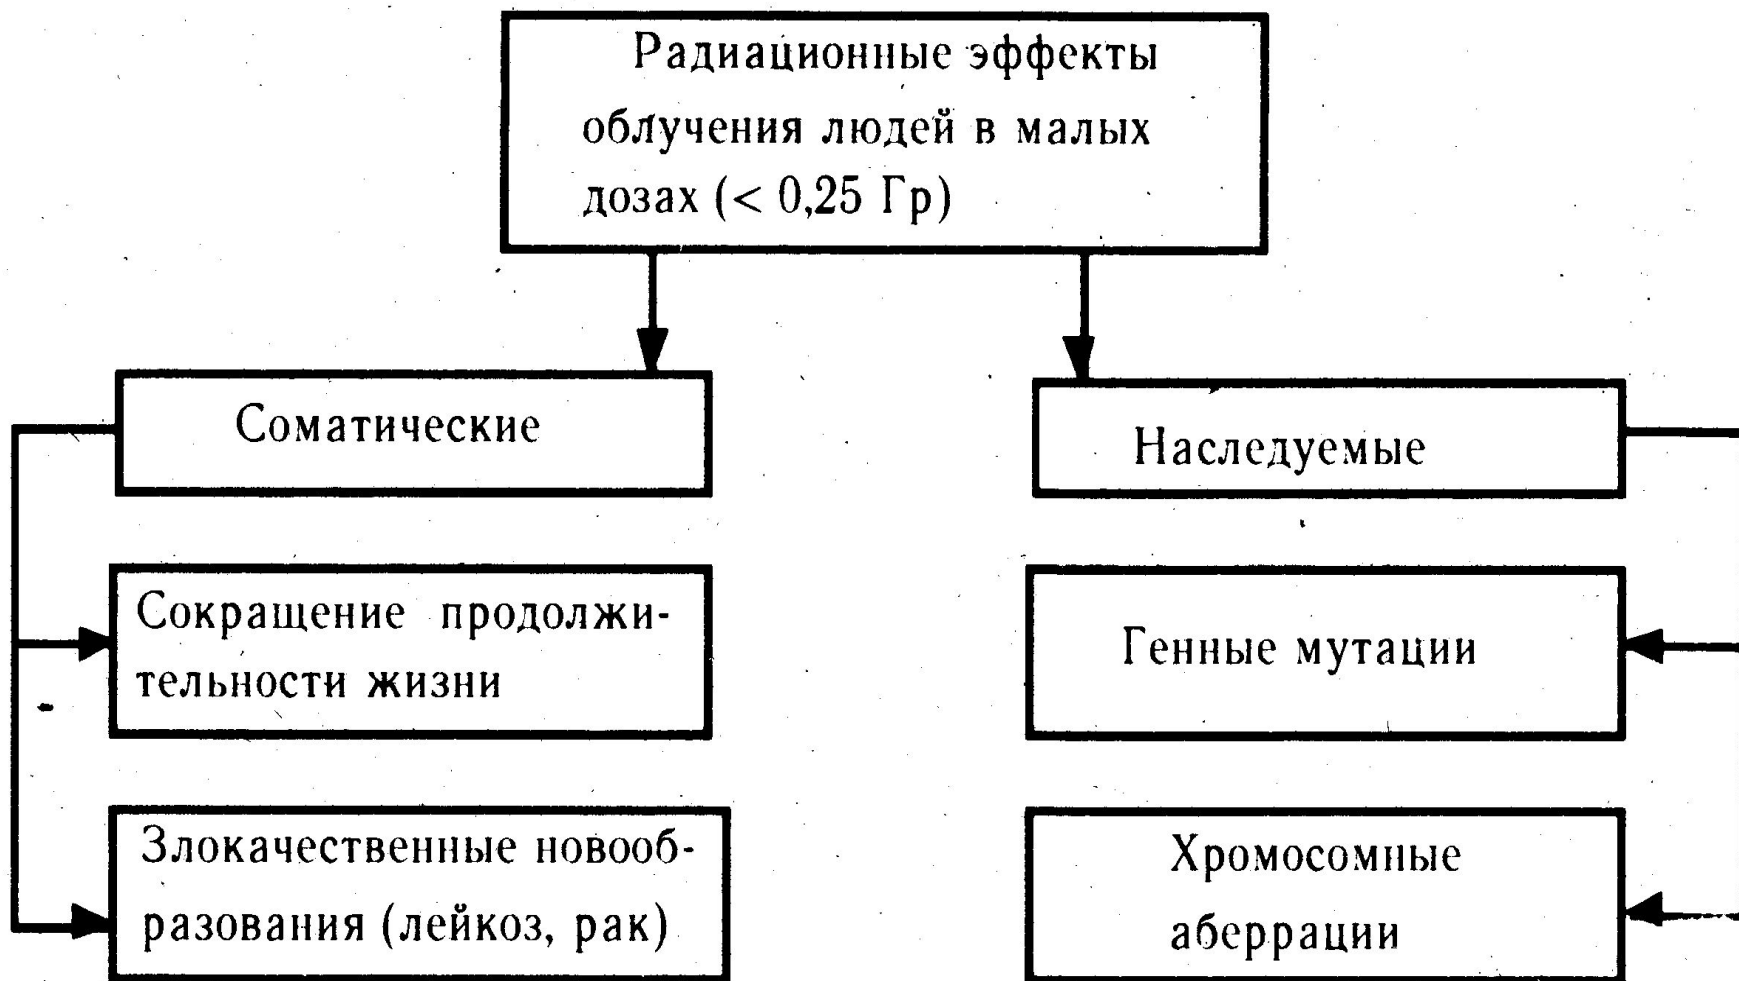 Радиационные эффекты
облучения людей в малых
дозах (< 0,25 Гр)
Соматические
Наследуемые
Сокращение продолжи-
тельности жизни
Генные мутации
Злокачественные новооб-
разования (лейкоз, рак)
Хромосомные
аберрации